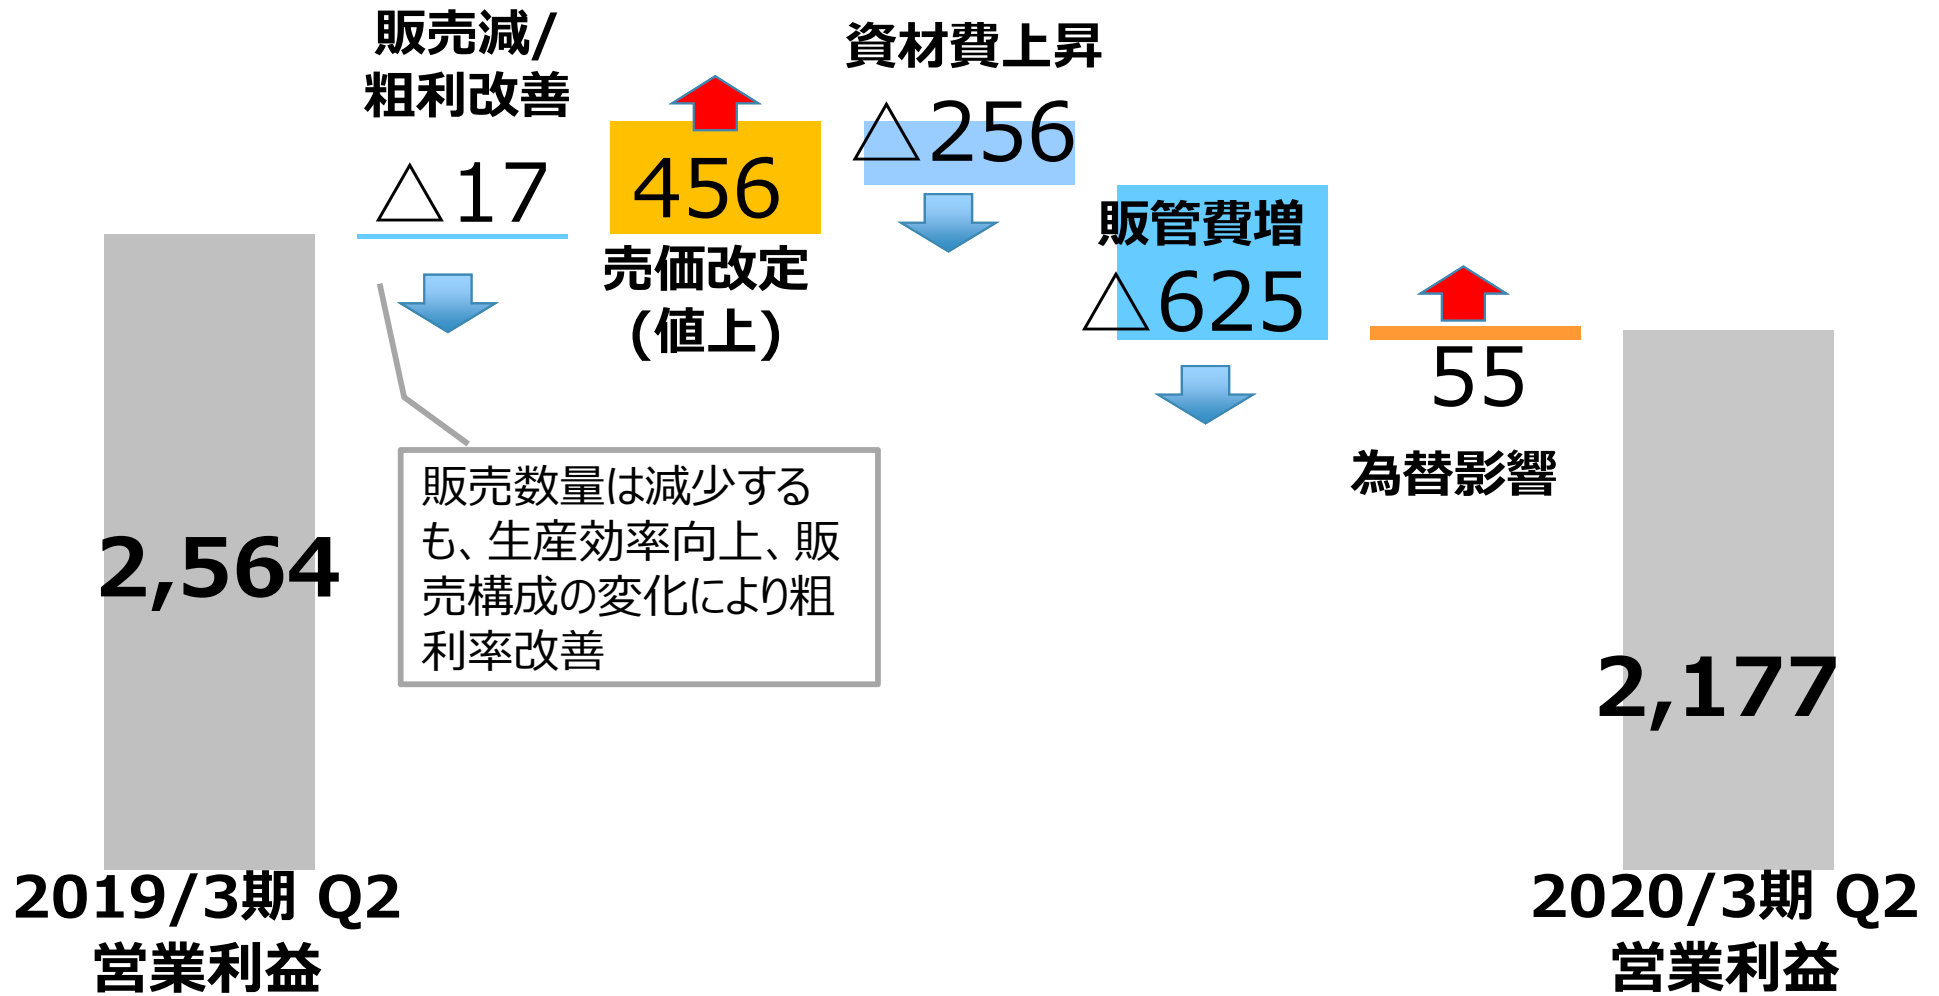 販売減/
粗利改善
△17
456
売価改定
(値上)
資材費上昇
△256
販管費増
△625
55
為替影響
販売数量は減少する
も、生産効率向上、販
売構成の変化により粗
利率改善
2,564
2,177
2019/3期 Q2
営業利益
2020/3期 Q2
営業利益